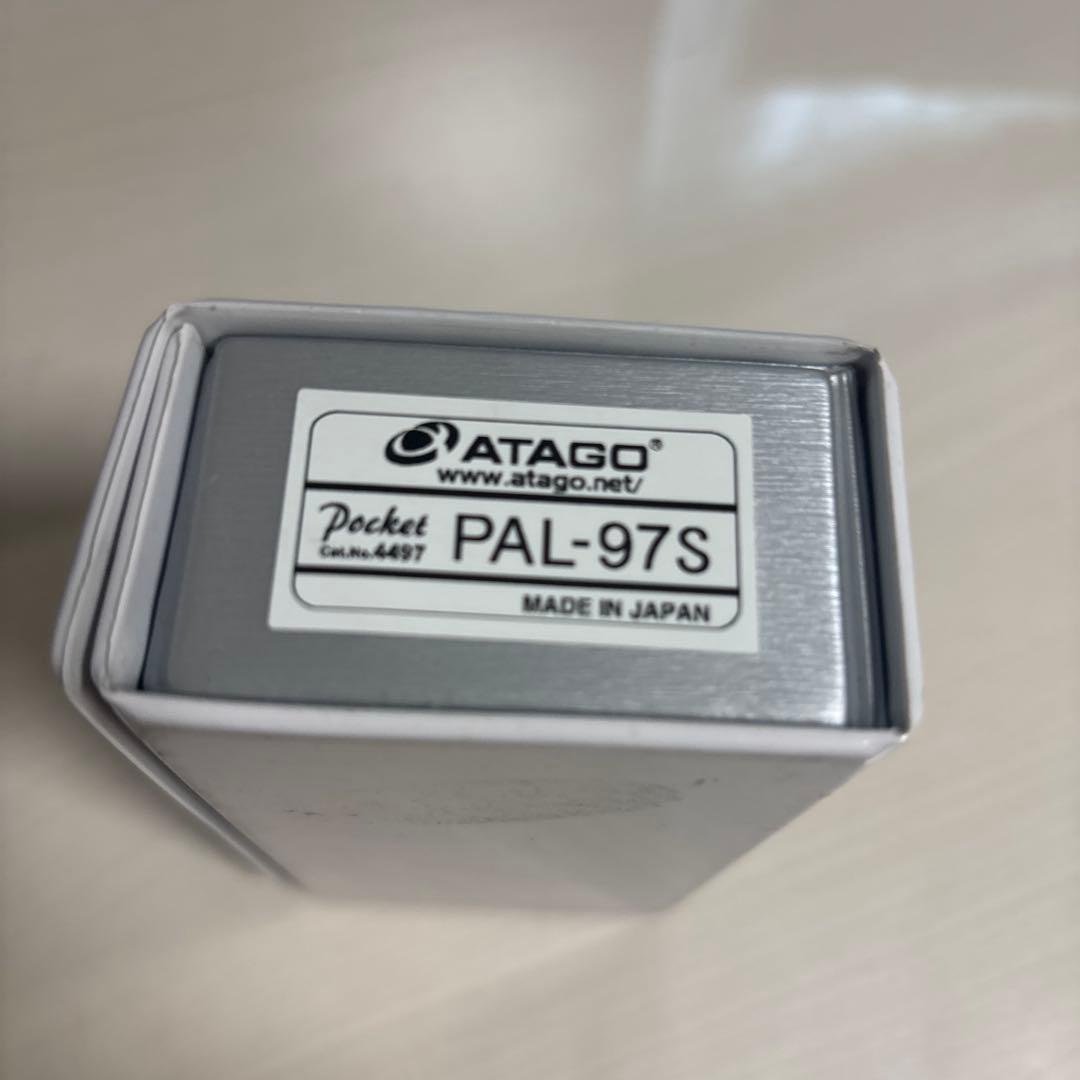 ATAGO®
www.atago.net/
Pocket PAL-97S
Cat.No.4497
MADE IN JAPAN